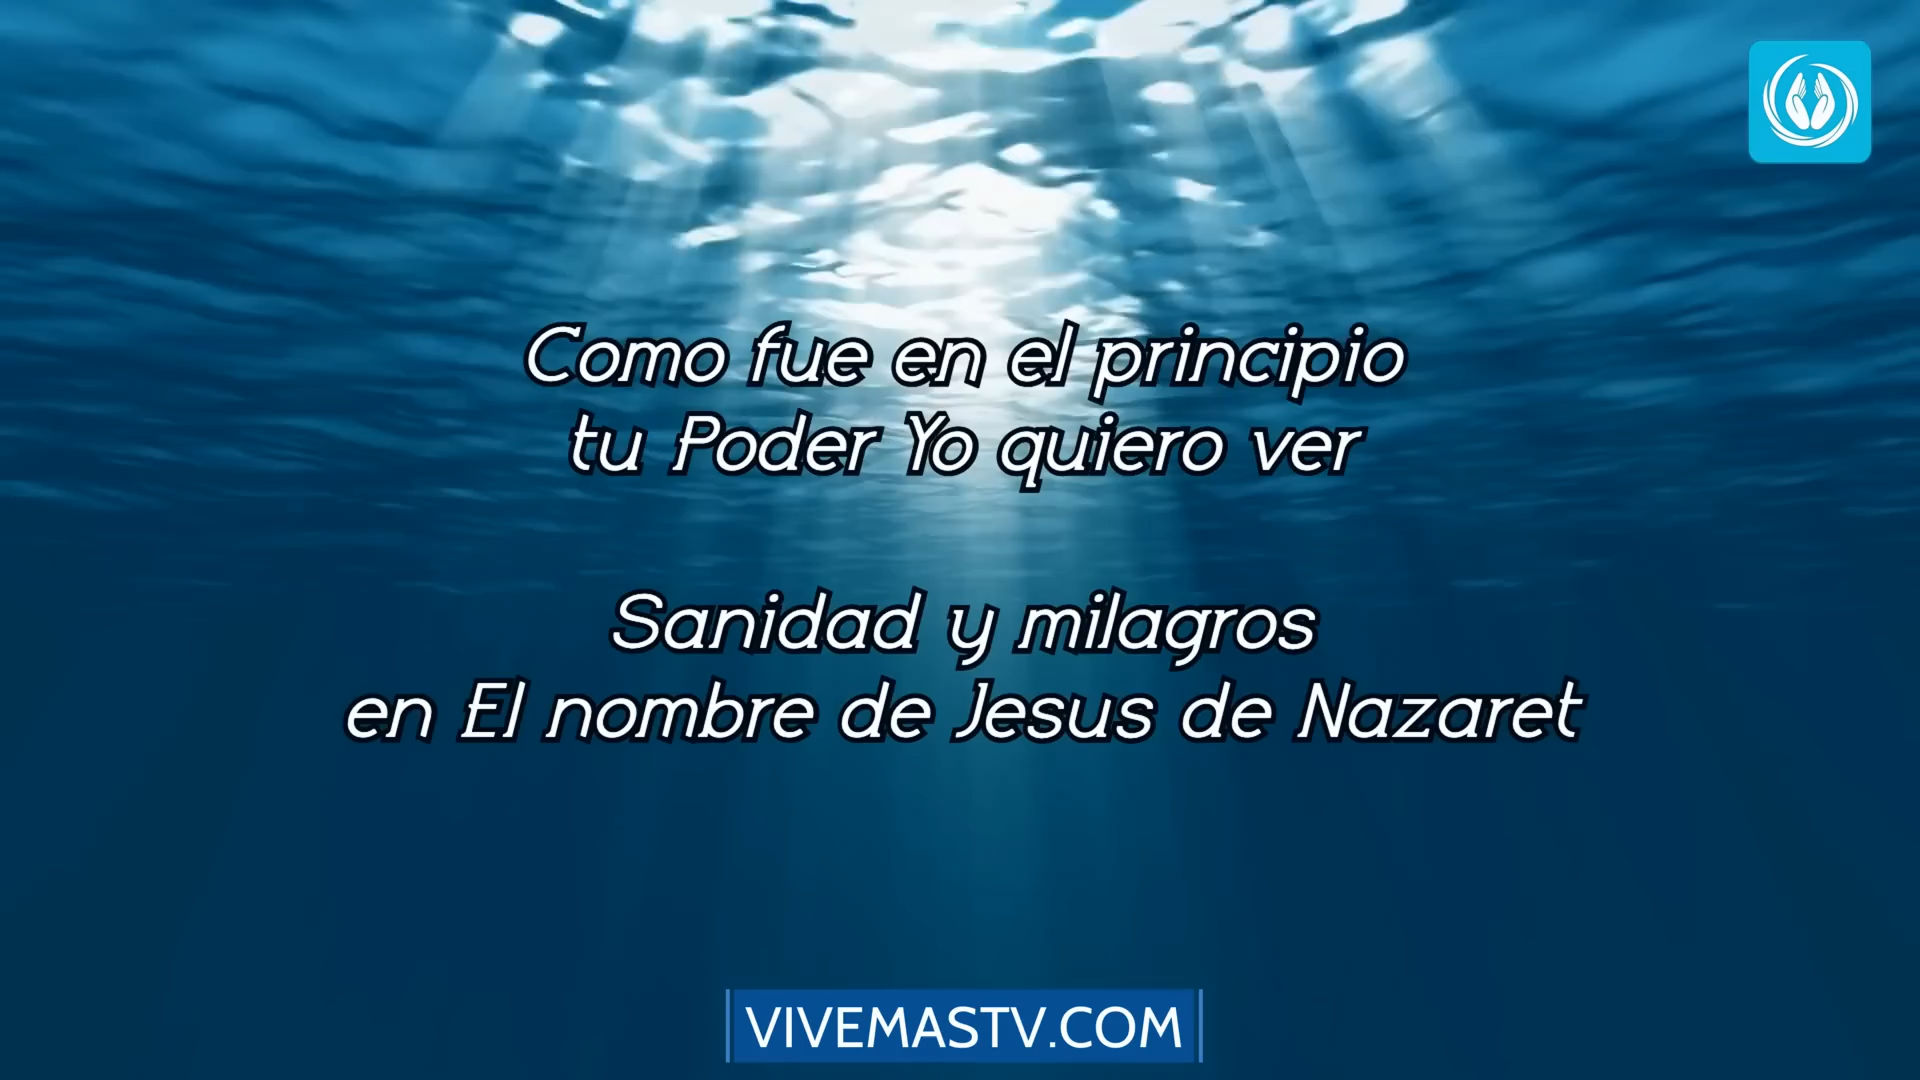 Como fue en el principio
tu Poder Yo quiero ver
Sanidad y milagros
en El nombre de Jesus de Nazaret
VIVEMASTV.COM